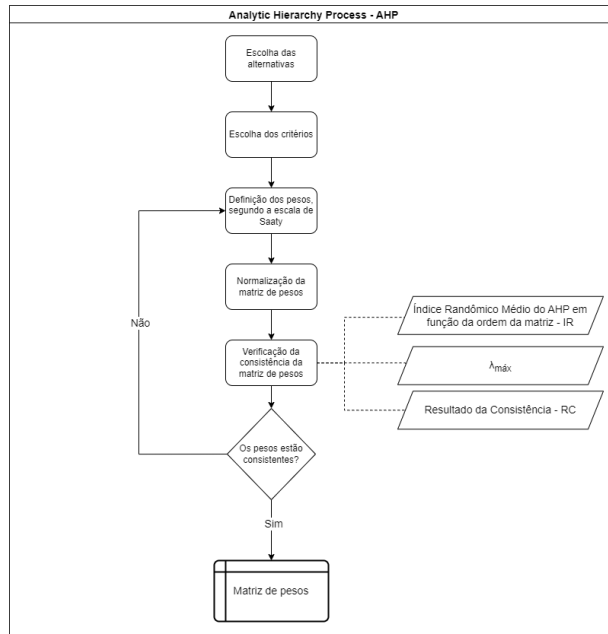 Analytic Hierarchy Process - AHP
Escolha das
alternativas
Escolha dos critérios
Definição dos pesos,
segundo a escala de
Saaty
Normalização da
matriz de pesos
Não
Índice Randômico Médio do AHP em
função da ordem da matriz - IR
Verificação da
consistência da
matriz de pesos
λmáx
Resultado da Consistência - RC
Os pesos estão
consistentes?
Sim
Matriz de pesos